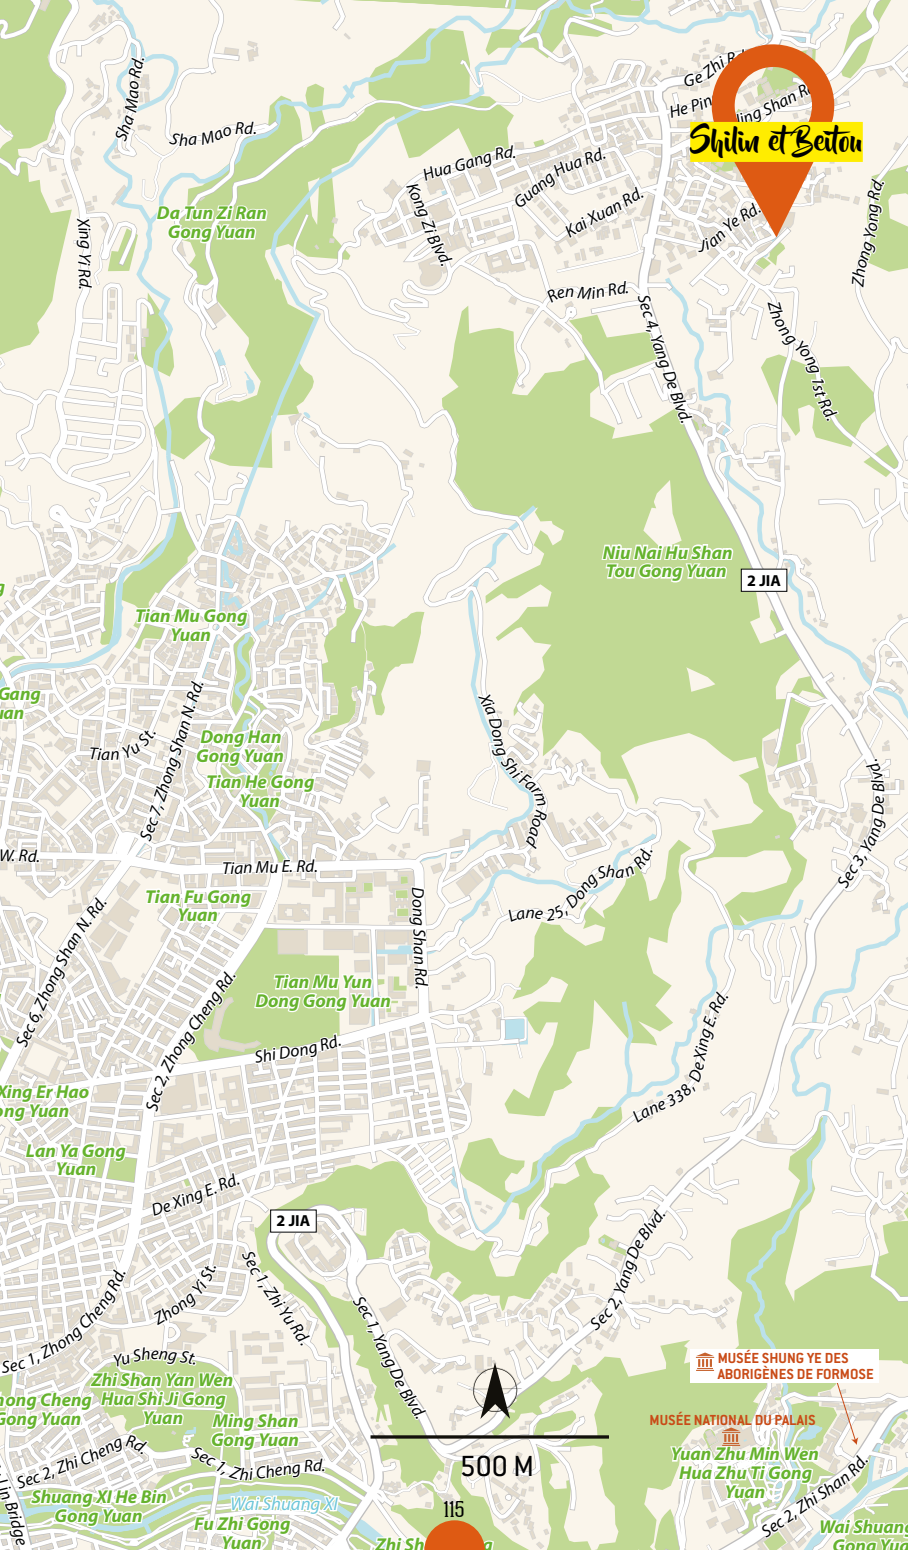 Ge Zhi Rd.
Sha Mao Rd.
He Pin
ing Shan R
Shilin et Beitou
Sha Mao Rd.
Hua Gang Rd.
Guang Hua Rd.
Kai Xuan Rd.
Kong Zi Blvd.
Jian Ye Rd.
Zhong Yong Rd.
Da Tun Zi Ran
Gong Yuan
Xing Yi Rd.
Ren Min Rd.
Sec 4, Yang De Blvd.
Zhong Yong 1st Rd.
Niu Nai Hu Shan
Tou Gong Yuan
2 JIA
g
Tian Mu Gong
Yuan
Gang
uan
Sec 7, Zhong Shan N. Rd.
Tian Yu St.
Dong Han
Gong Yuan
Tian He Gong
Yuan
Xia Dong Shi Farm Road
Sec 3, Yang De Blvd.
W. Rd.
Tian Mu E. Rd.
Tian Fu Gong
Yuan
Dong Shan Rd.
Lane 25, Dong Shan Rd.
Sec 6, Zhong Shan N. Rd.
Tian Mu Yun
Dong Gong Yuan
Sec 2, Zhong Cheng Rd.
Shi Dong Rd.
Lane 338, De Xing E. Rd.
Xing Er Hao
ong Yuan
Lan Ya Gong
Yuan
De Xing E. Rd.
2 JIA
Sec 1, Zhi Yu Rd.
Zhong Yi St.
Sec 1, Yang De Blvd.
Sec 2, Yang De Blvd.
Sec 1, Zhong Cheng Rd.
Yu Sheng St.
Zhi Shan Yan Wen
Hua Shi Ji Gong
Yuan
hong Cheng
Gong Yuan
Ming Shan
Gong Yuan
MUSÉE SHUNG YE DES
ABORIGÈNES DE FORMOSE
MUSÉE NATIONAL DU PALAIS
Yuan Zhu Min Wen
Hua Zhu Ti Gong
Yuan
Sec 2, Zhi Cheng Rd.
Sec 1, Zhi Cheng Rd.
500 M
Sec 2, Zhi Shan Rd.
Lin Bridge
Shuang XI He Bin
Gong Yuan
Wai Shuang XI
Fu Zhi Gong
Yuan
115
Zhi Sh
a
Wai Shuang
Gong Yua